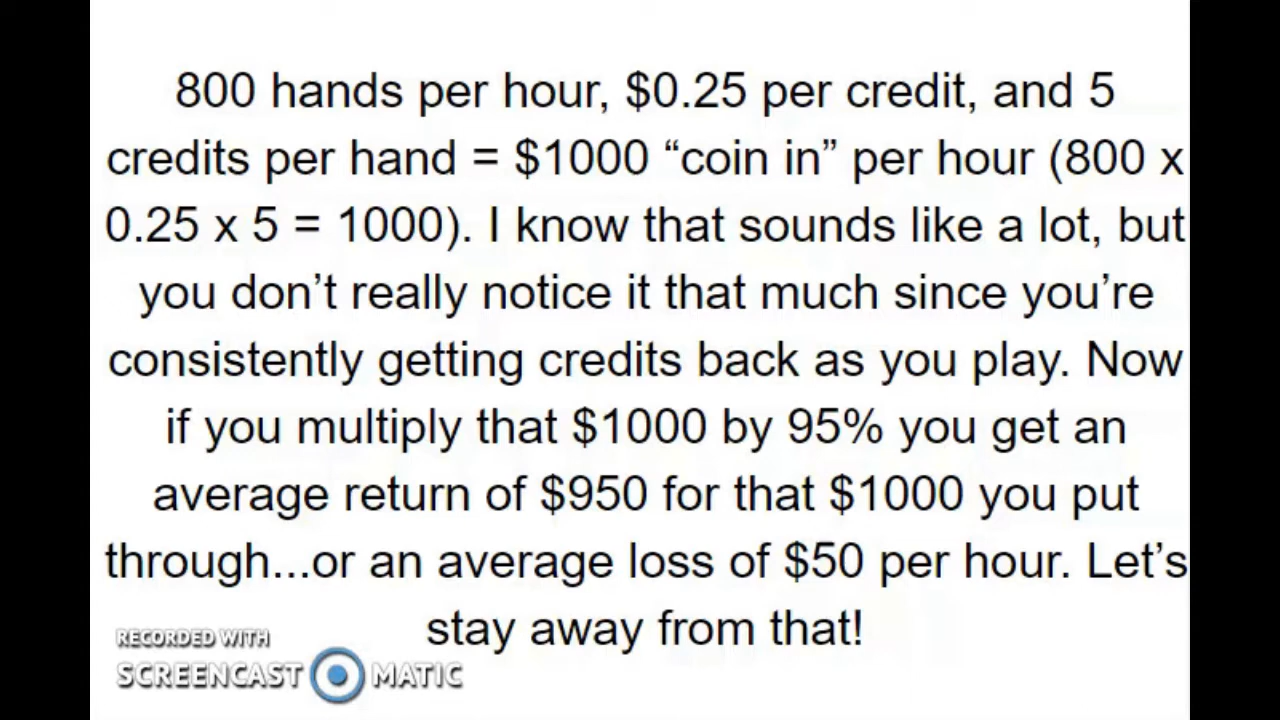 800 hands per hour, $0.25 per credit, and 5
credits per hand = $1000 “coin in” per hour (800 x
0.25 x 5 = 1000). I know that sounds like a lot, but
you don’t really notice it that much since you’re
consistently getting credits back as you play. Now
if you multiply that $1000 by 95% you get an
average return of $950 for that $1000 you put
through...or an average loss of $50 per hour. Let’s
stay away from that!
RECORDED WITH
SCREENCAST MATIC